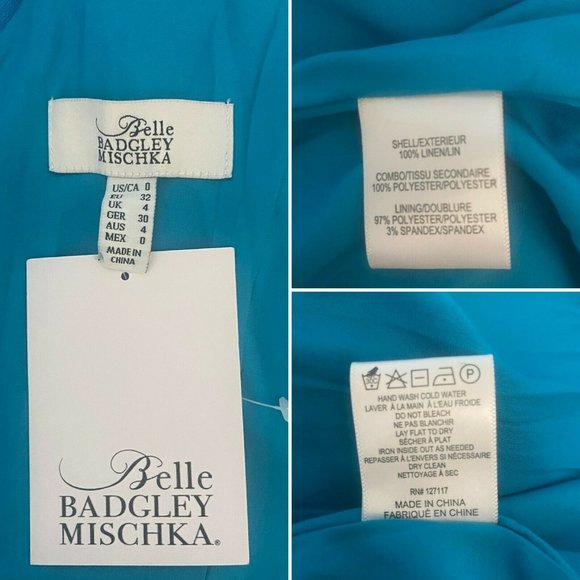 Belle
BADGLEY
MISCHKA
US/CA 0
EU 32
UK 4
GER 30
AUS 4
MEX 0
MADE IN
CHINA
Belle
BADGLEY
MISCHKA®
SHELL/EXTERIEUR
100% LINEN/LIN
COMBO/TISSU SECONDAIRE
100% POLYESTER/POLYESTER
LINING/DOUBLURE
97% POLYESTER/POLYESTER
3% SPANDEX/SPANDEX
30C P
HAND WASH COLD WATER
LAVER À LA MAIN À L'EAU FROIDE
DO NOT BLEACH
NE PAS BLANCHIR
LAY FLAT TO DRY
SÉCHER À PLAT
IRON INSIDE OUT AS NEEDED
REPASSER À L'ENVERS SI NÉCESSAIRE
DRY CLEAN
NETTOYAGE À SEC
RN# 127117
MADE IN CHINA
FABRIQUÉ EN CHINE